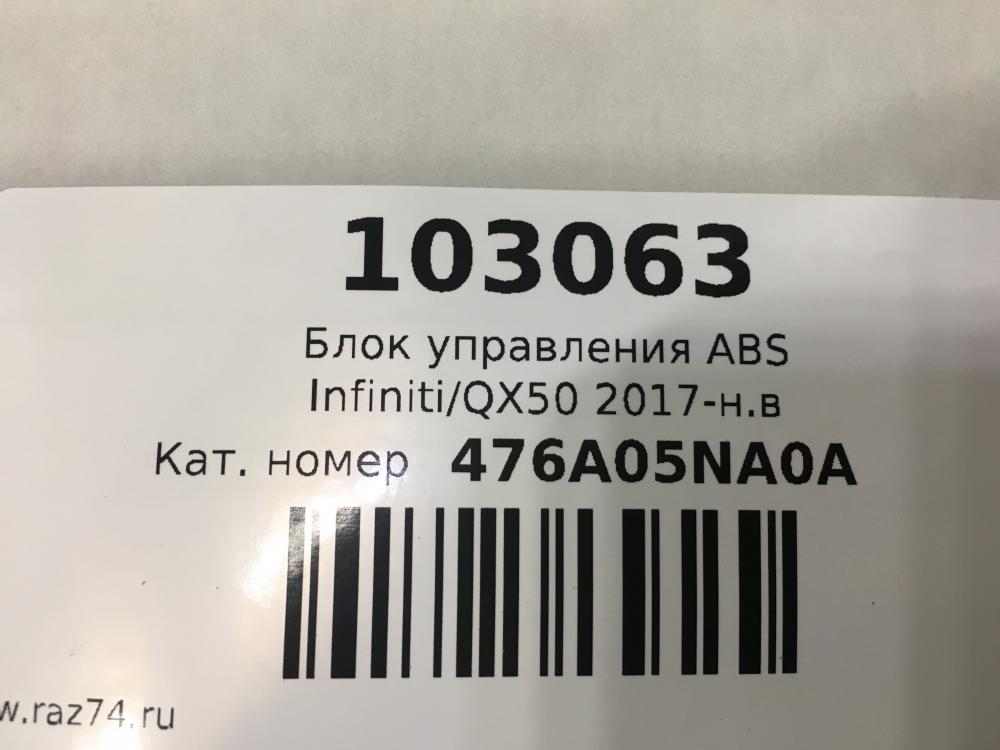 103063
Блок управления ABS
Infiniti/QX50 2017-н.в
Кат. номер 476A05NA0A
w.raz74.ru